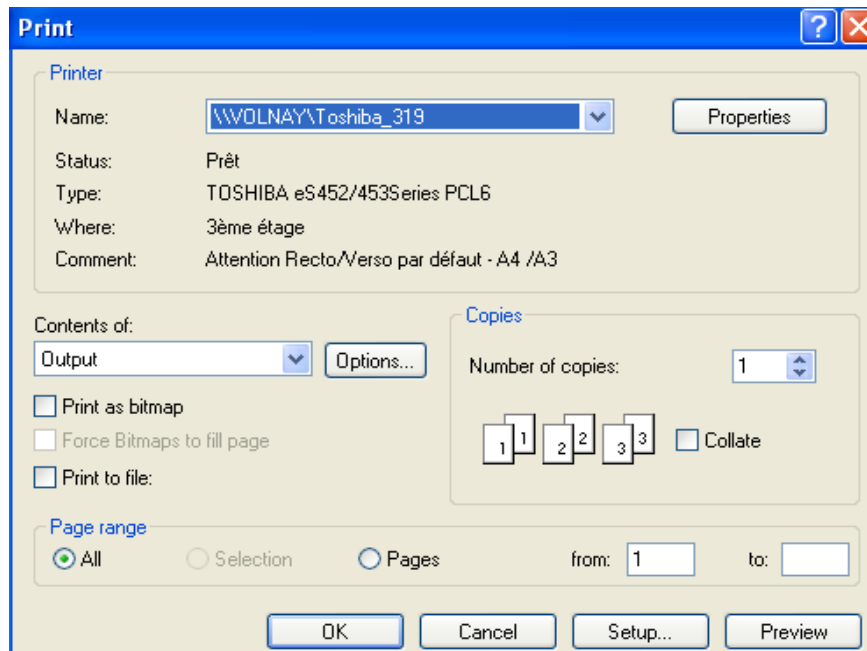 Print
Printer
Name: \\VOLNAY\Toshiba_319 Properties
Status: Prêt
Type: TOSHIBA eS452/453Series PCL6
Where: 3ème étage
Comment: Attention Recto/Verso par défaut - A4 /A3
Contents of:
Output Options...
Print as bitmap
Force Bitmaps to fill page
Print to file:
Copies
Number of copies: 1
1 1 2 2 3 3 Collate
Page range
All Selection Pages from: 1 to:
OK Cancel Setup... Preview